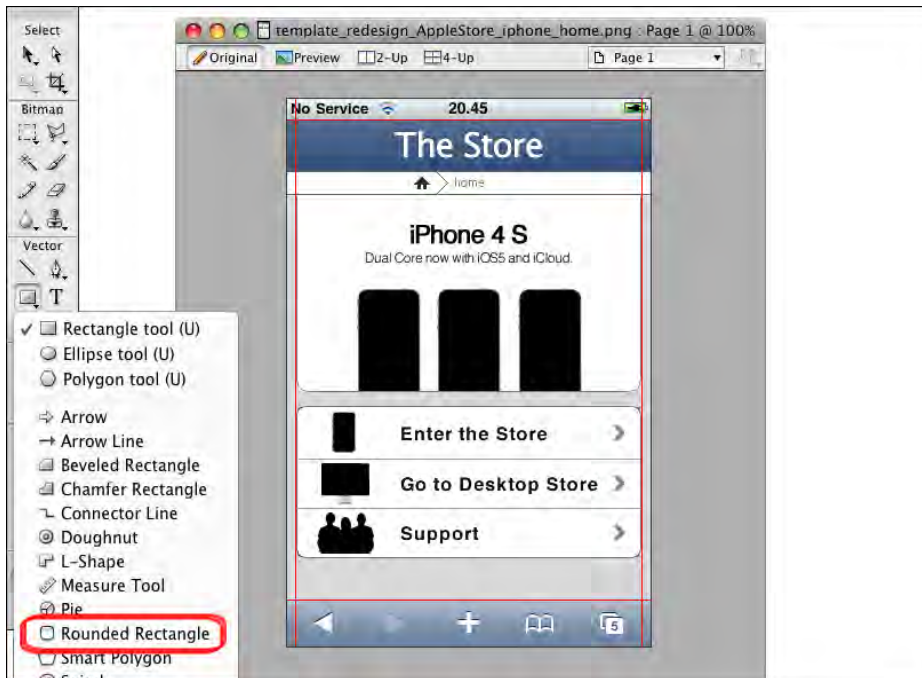 Select
template_redesign_AppleStore_iphone_home.png : Page 1 @ 100%
Original Preview 2-Up 4-Up Page 1
Bitmap
No Service 20.45
The Store
home
iPhone 4 S
Dual Core now with iOS5 and iCloud.
Vector
T
Rectangle tool (U)
Ellipse tool (U)
Polygon tool (U)
Arrow
Arrow Line
Beveled Rectangle
Chamfer Rectangle
Connector Line
Doughnut
L-Shape
Measure Tool
Pie
Rounded Rectangle
Smart Polygon
Enter the Store
Go to Desktop Store
Support
5